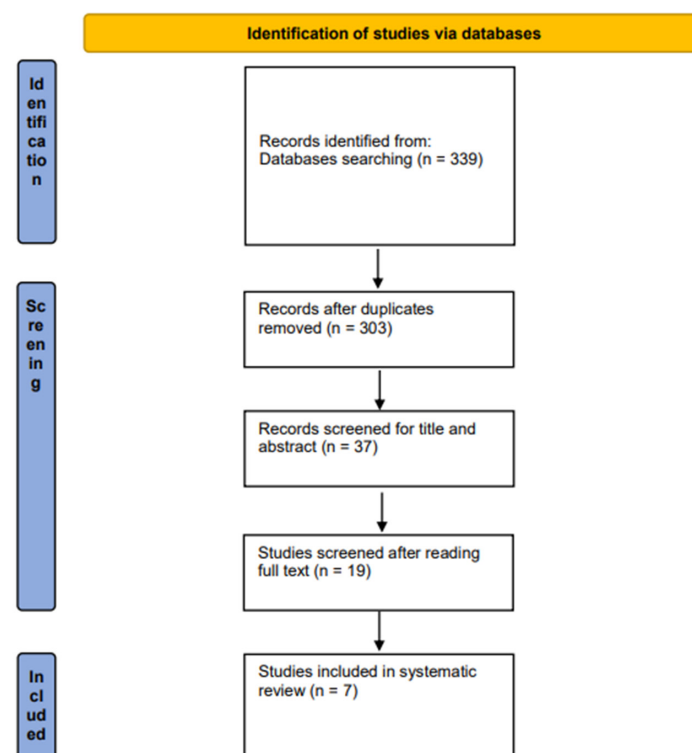 Identification of studies via databases
Id
en
tifi
ca
tio
n
Records identified from:
Databases searching (n = 339)
Sc
re
en
in
g
Records after duplicates
removed (n = 303)
Records screened for title and
abstract (n = 37)
Studies screened after reading
full text (n = 19)
In
cl
ud
ed
Studies included in systematic
review (n = 7)